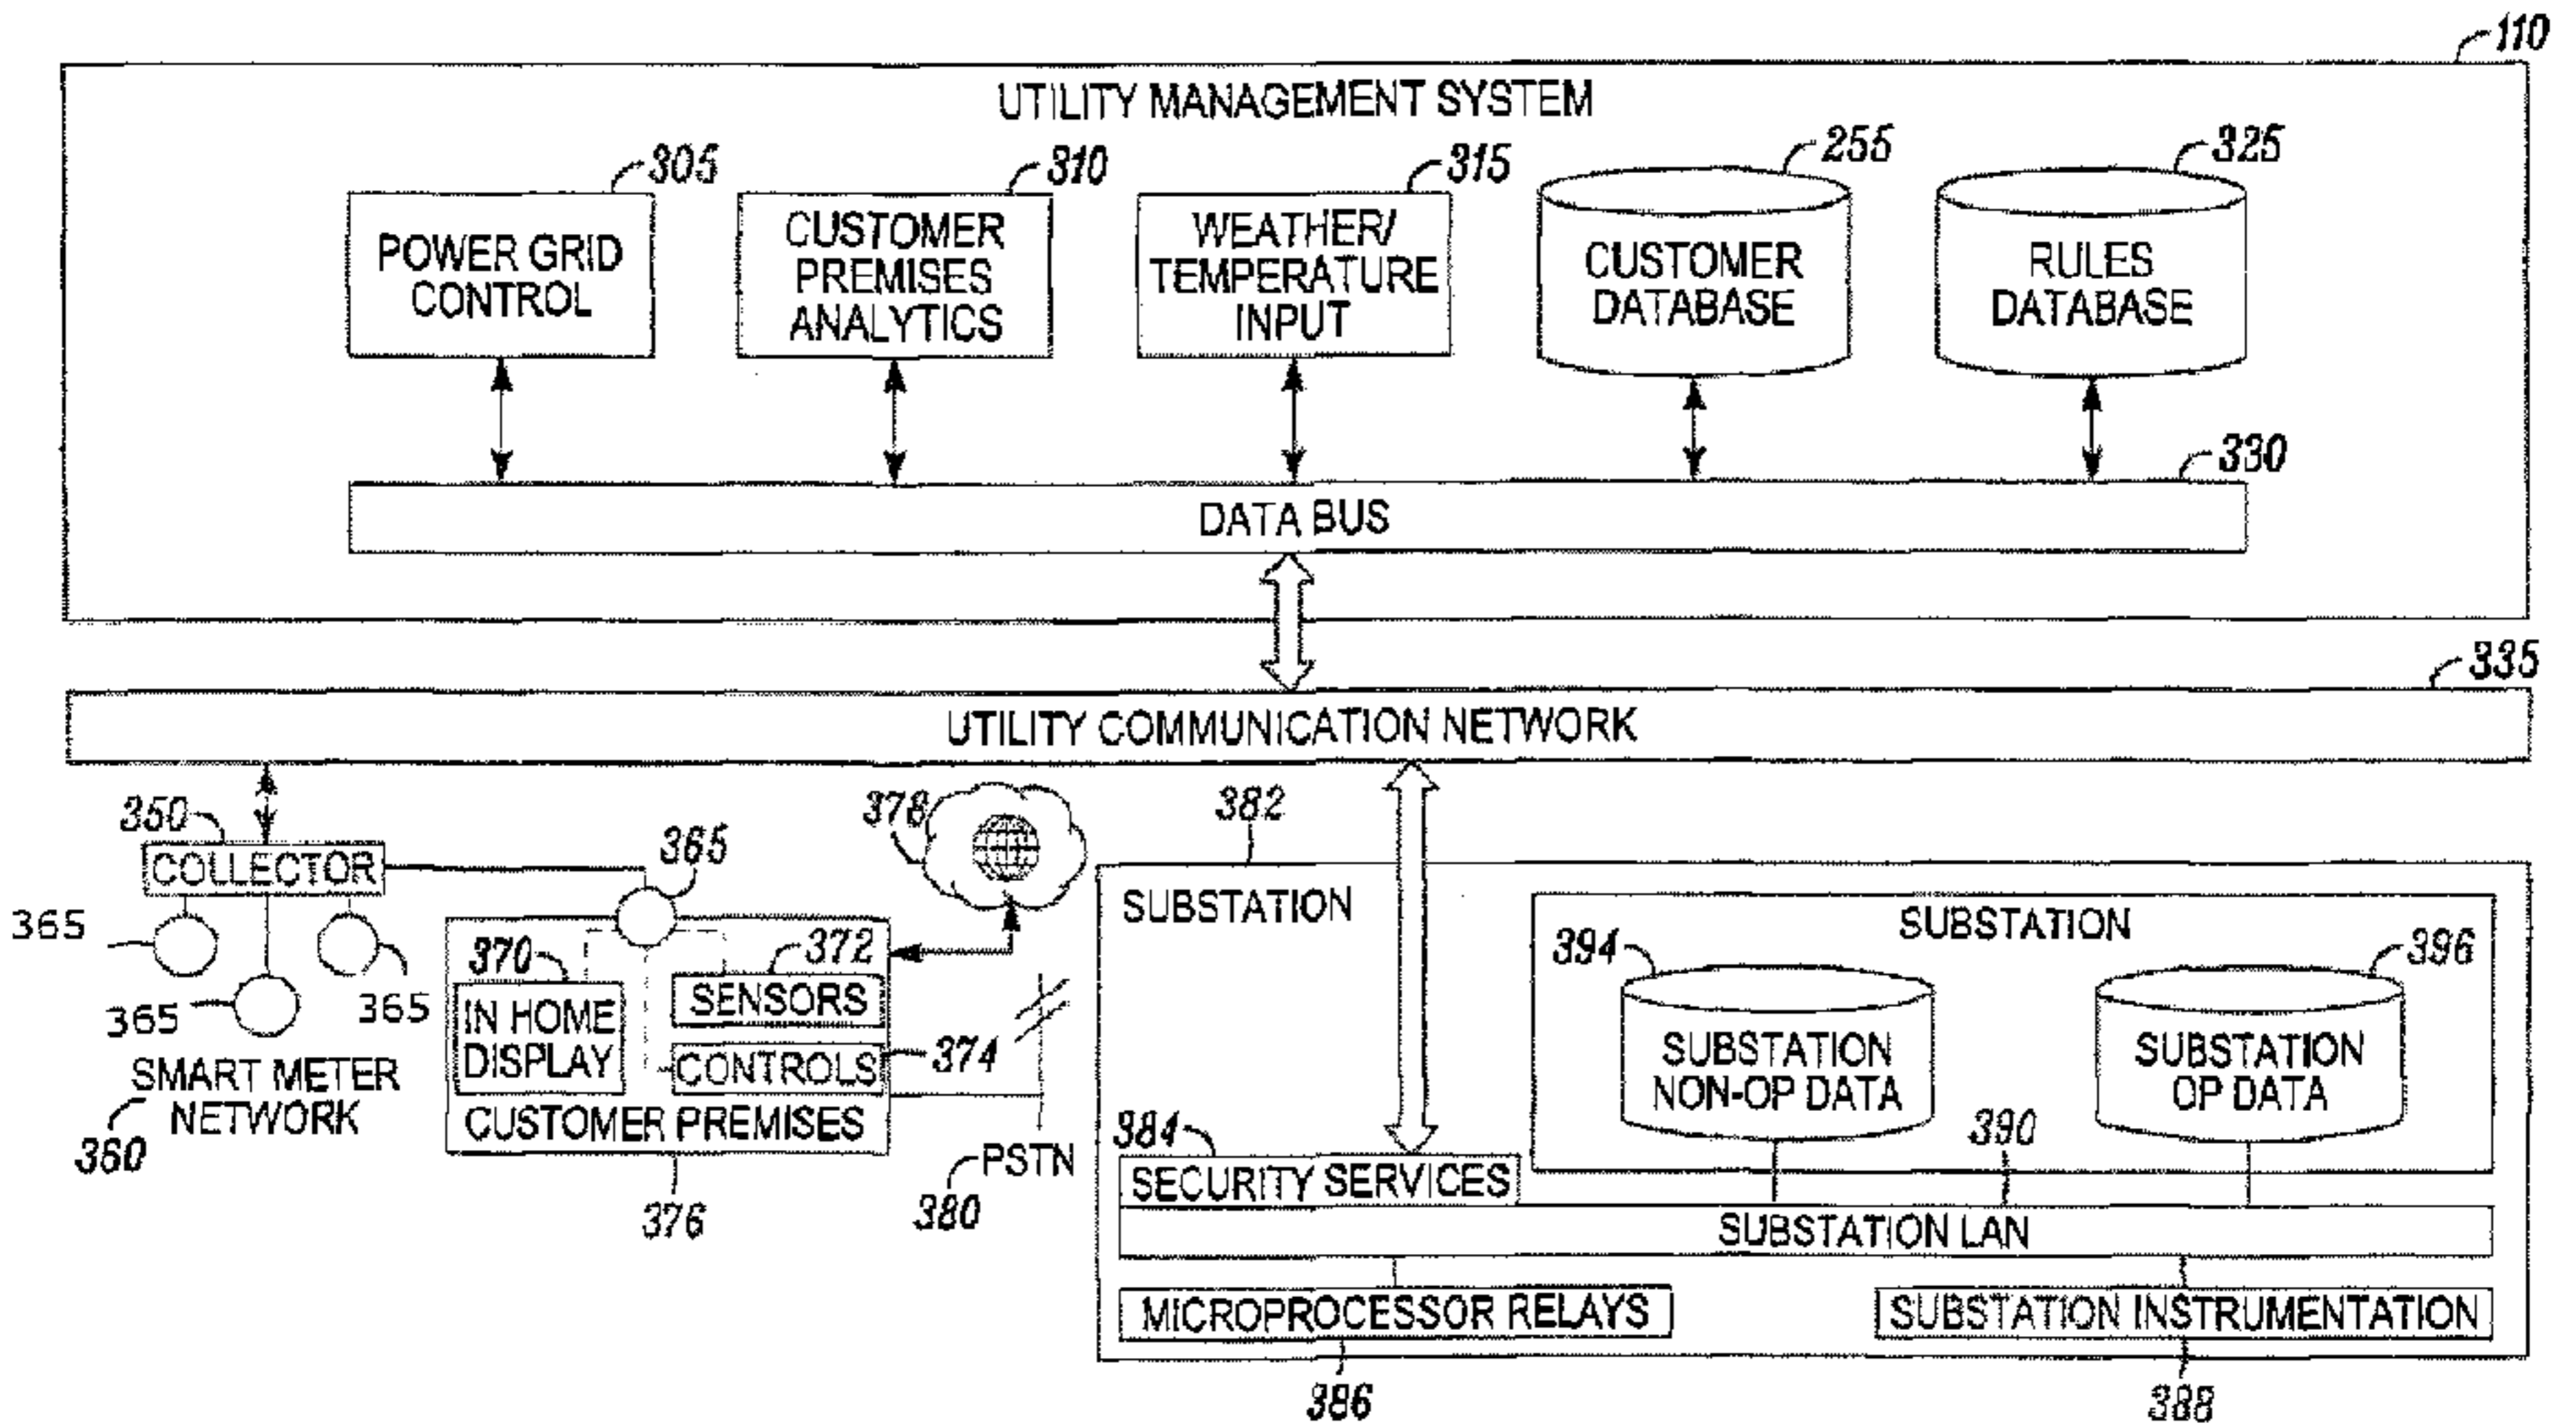 110
UTILITY MANAGEMENT SYSTEM
305
310
315
255
325
POWER GRID
CONTROL
CUSTOMER
PREMISES
ANALYTICS
WEATHER/
TEMPERATURE
INPUT
CUSTOMER
DATABASE
RULES
DATABASE
330
DATA BUS
335
UTILITY COMMUNICATION NETWORK
350
COLLECTOR
365
365
365
365
SMART METER
NETWORK
360
378
370
IN HOME
DISPLAY
372
SENSORS
374
CONTROLS
CUSTOMER PREMISES
376
PSTN
380
382
SUBSTATION
SUBSTATION
394
396
SUBSTATION
NON-OP DATA
SUBSTATION
OP DATA
384
390
SECURITY SERVICES
SUBSTATION LAN
MICROPROCESSOR RELAYS
SUBSTATION INSTRUMENTATION
386
388